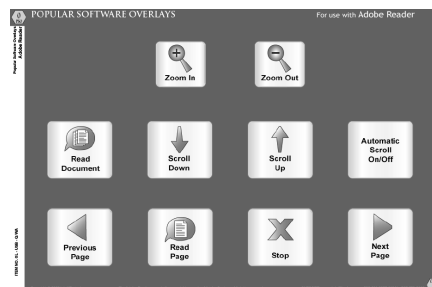 POPULAR SOFTWARE OVERLAYS
For use with Adobe Reader
Popular Software Overlays
Adobe Reader
Zoom In
Zoom Out
Read
Document
Scroll
Down
Scroll
Up
Automatic
Scroll
On/Off
Previous
Page
Read
Page
Stop
Next
Page